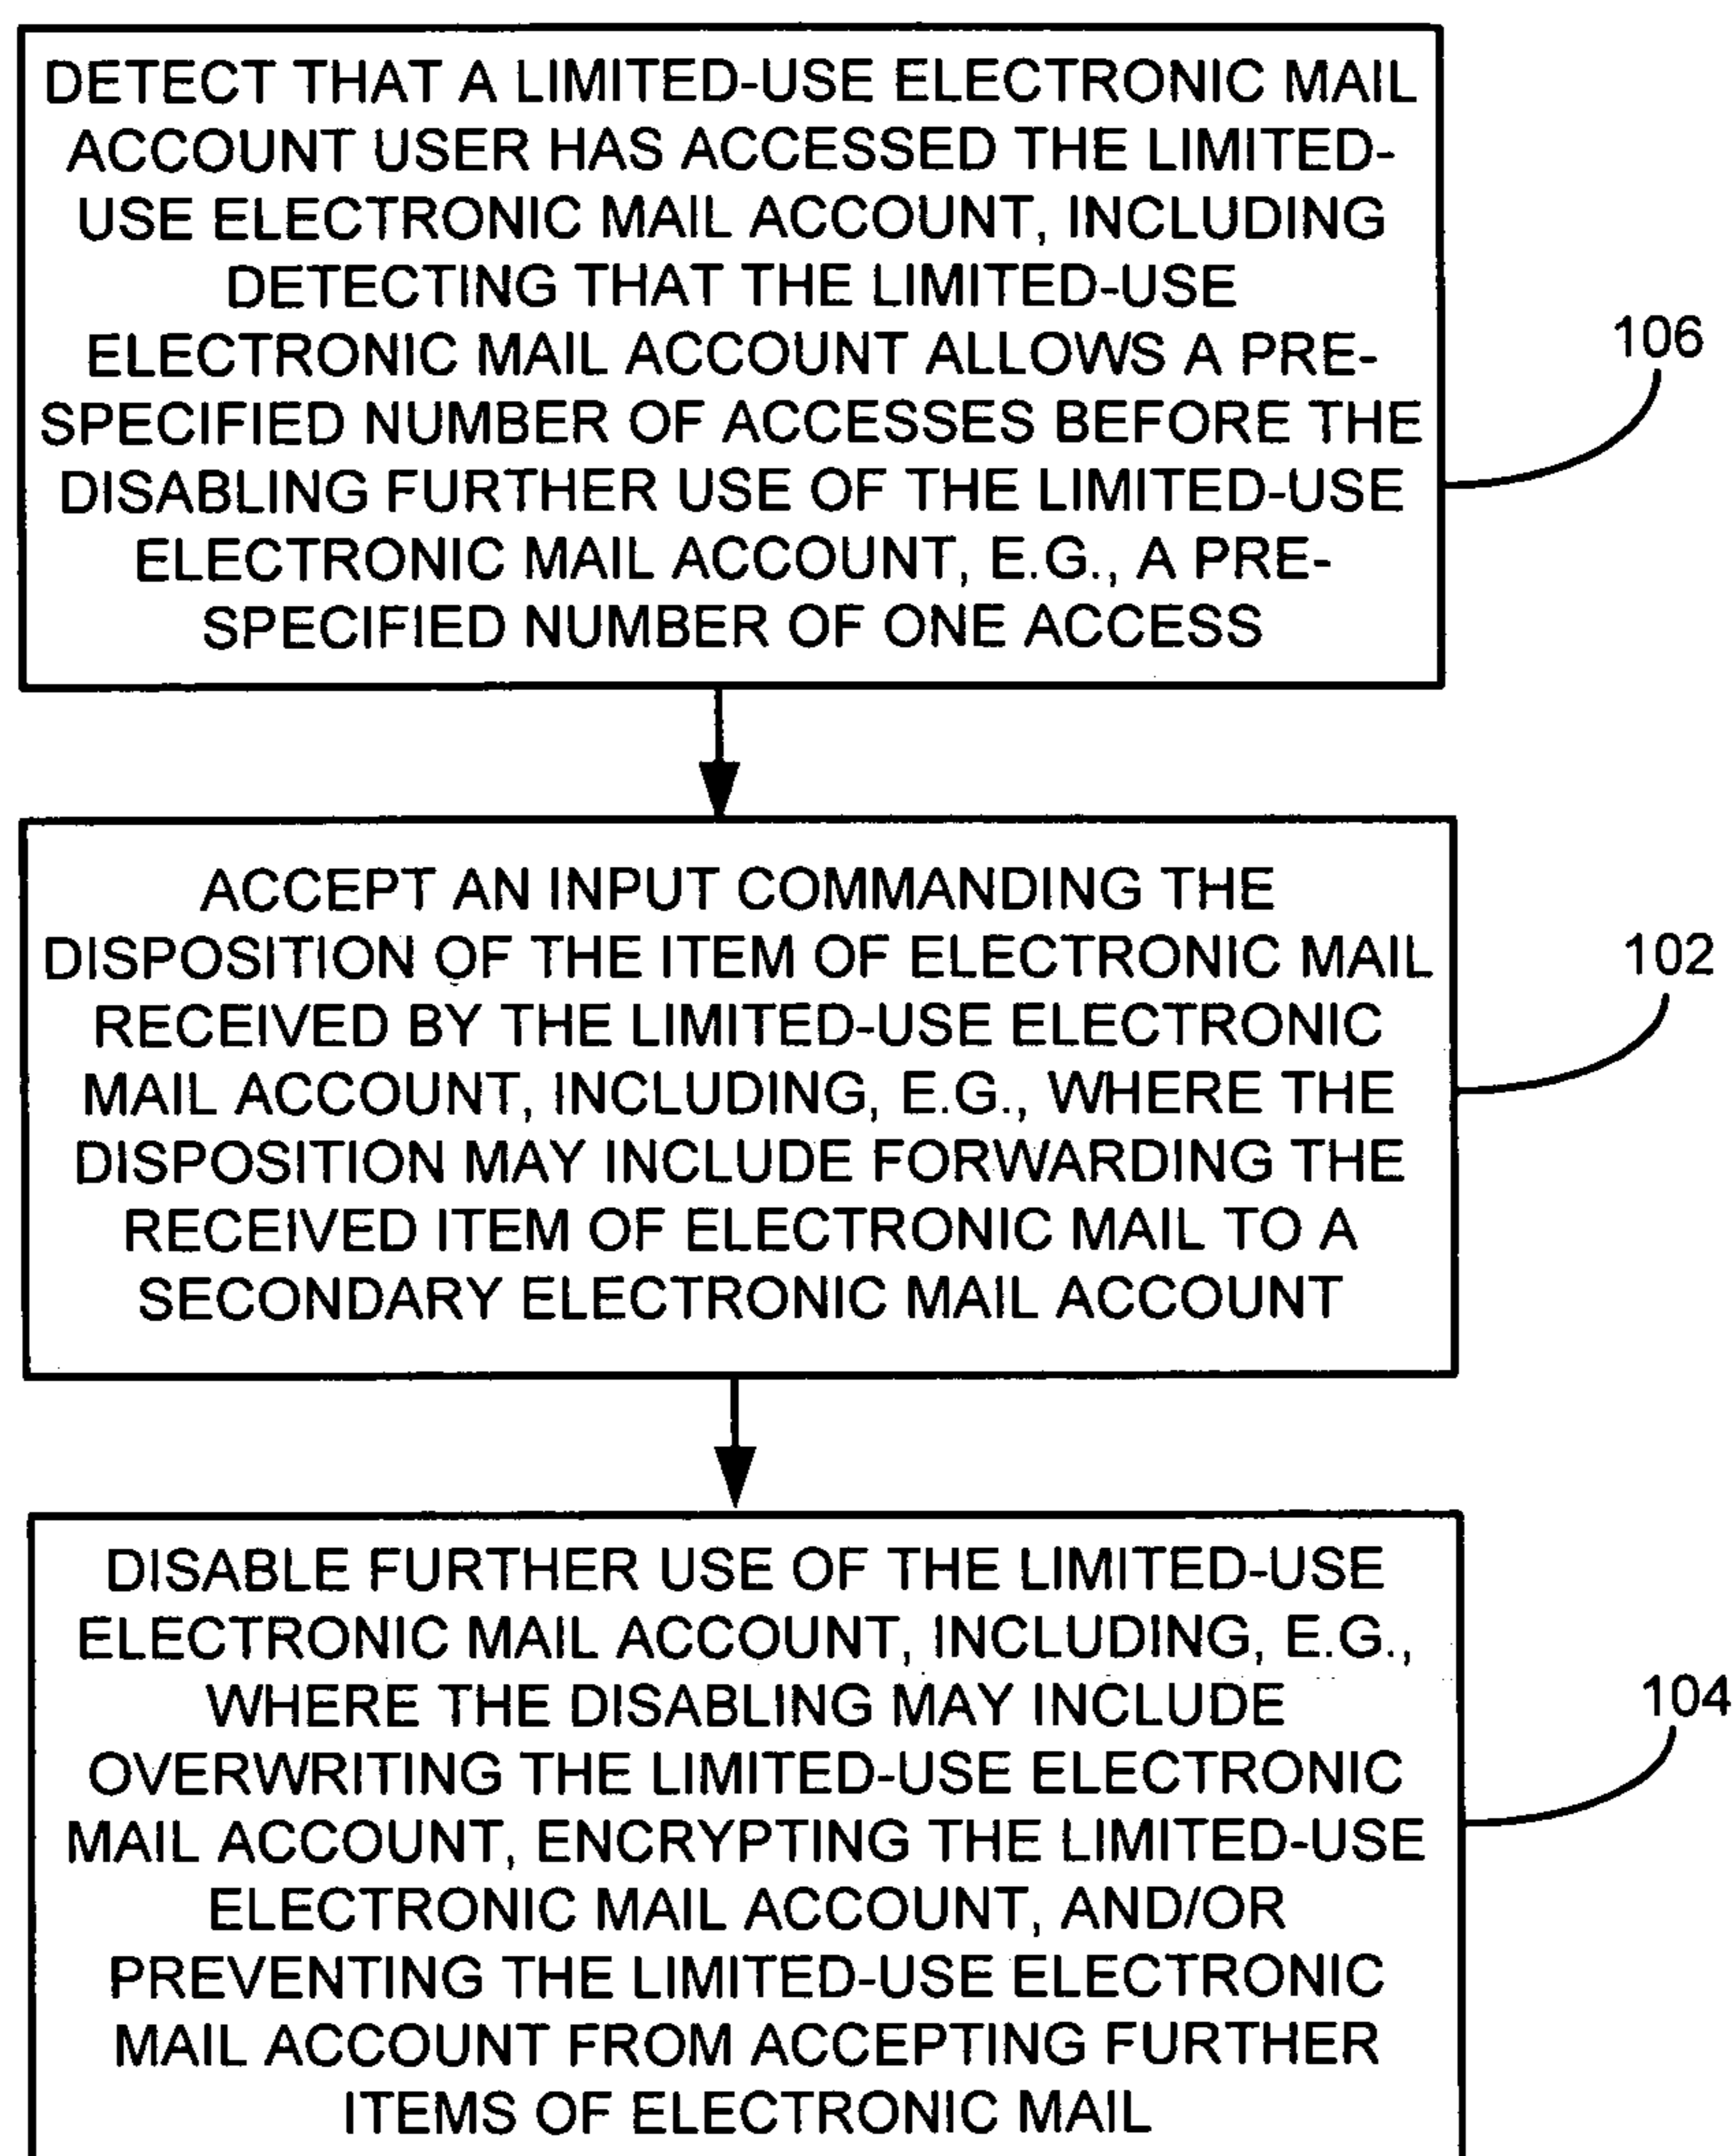 DETECT THAT A LIMITED-USE ELECTRONIC MAIL
ACCOUNT USER HAS ACCESSED THE LIMITED-
USE ELECTRONIC MAIL ACCOUNT, INCLUDING
DETECTING THAT THE LIMITED-USE
ELECTRONIC MAIL ACCOUNT ALLOWS A PRE-
SPECIFIED NUMBER OF ACCESSES BEFORE THE
DISABLING FURTHER USE OF THE LIMITED-USE
ELECTRONIC MAIL ACCOUNT, E.G., A PRE-
SPECIFIED NUMBER OF ONE ACCESS
106
ACCEPT AN INPUT COMMANDING THE
DISPOSITION OF THE ITEM OF ELECTRONIC MAIL
RECEIVED BY THE LIMITED-USE ELECTRONIC
MAIL ACCOUNT, INCLUDING, E.G., WHERE THE
DISPOSITION MAY INCLUDE FORWARDING THE
RECEIVED ITEM OF ELECTRONIC MAIL TO A
SECONDARY ELECTRONIC MAIL ACCOUNT
102
DISABLE FURTHER USE OF THE LIMITED-USE
ELECTRONIC MAIL ACCOUNT, INCLUDING, E.G.,
WHERE THE DISABLING MAY INCLUDE
OVERWRITING THE LIMITED-USE ELECTRONIC
MAIL ACCOUNT, ENCRYPTING THE LIMITED-USE
ELECTRONIC MAIL ACCOUNT, AND/OR
PREVENTING THE LIMITED-USE ELECTRONIC
MAIL ACCOUNT FROM ACCEPTING FURTHER
ITEMS OF ELECTRONIC MAIL
104